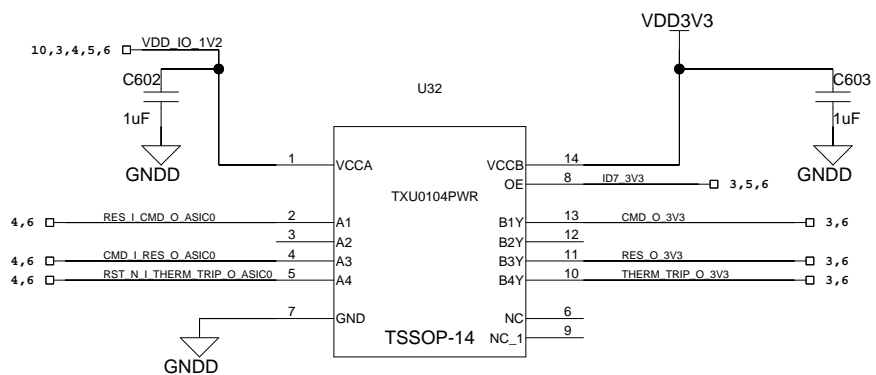 VDD3V3
10,3,4,5,6 VDD_IO_1V2
C602 C603
U32
1uF 1uF
GNDD GNDD
1 VCCA VCCB 14
OE 8 ID7_3V3 3,5,6
TXU0104PWR
4,6 RES_I_CMD_O_ASIC0 2 A1 B1Y 13 CMD_O_3V3 3,6
3 A2 B2Y 12
4,6 CMD_I_RES_O_ASIC0 4 A3 B3Y 11 RES_O_3V3 3,6
4,6 RST_N_I_THERM_TRIP_O_ASIC0 5 A4 B4Y 10 THERM_TRIP_O_3V3 3,6
7 GND NC 6
TSSOP-14 NC_1 9
GNDD